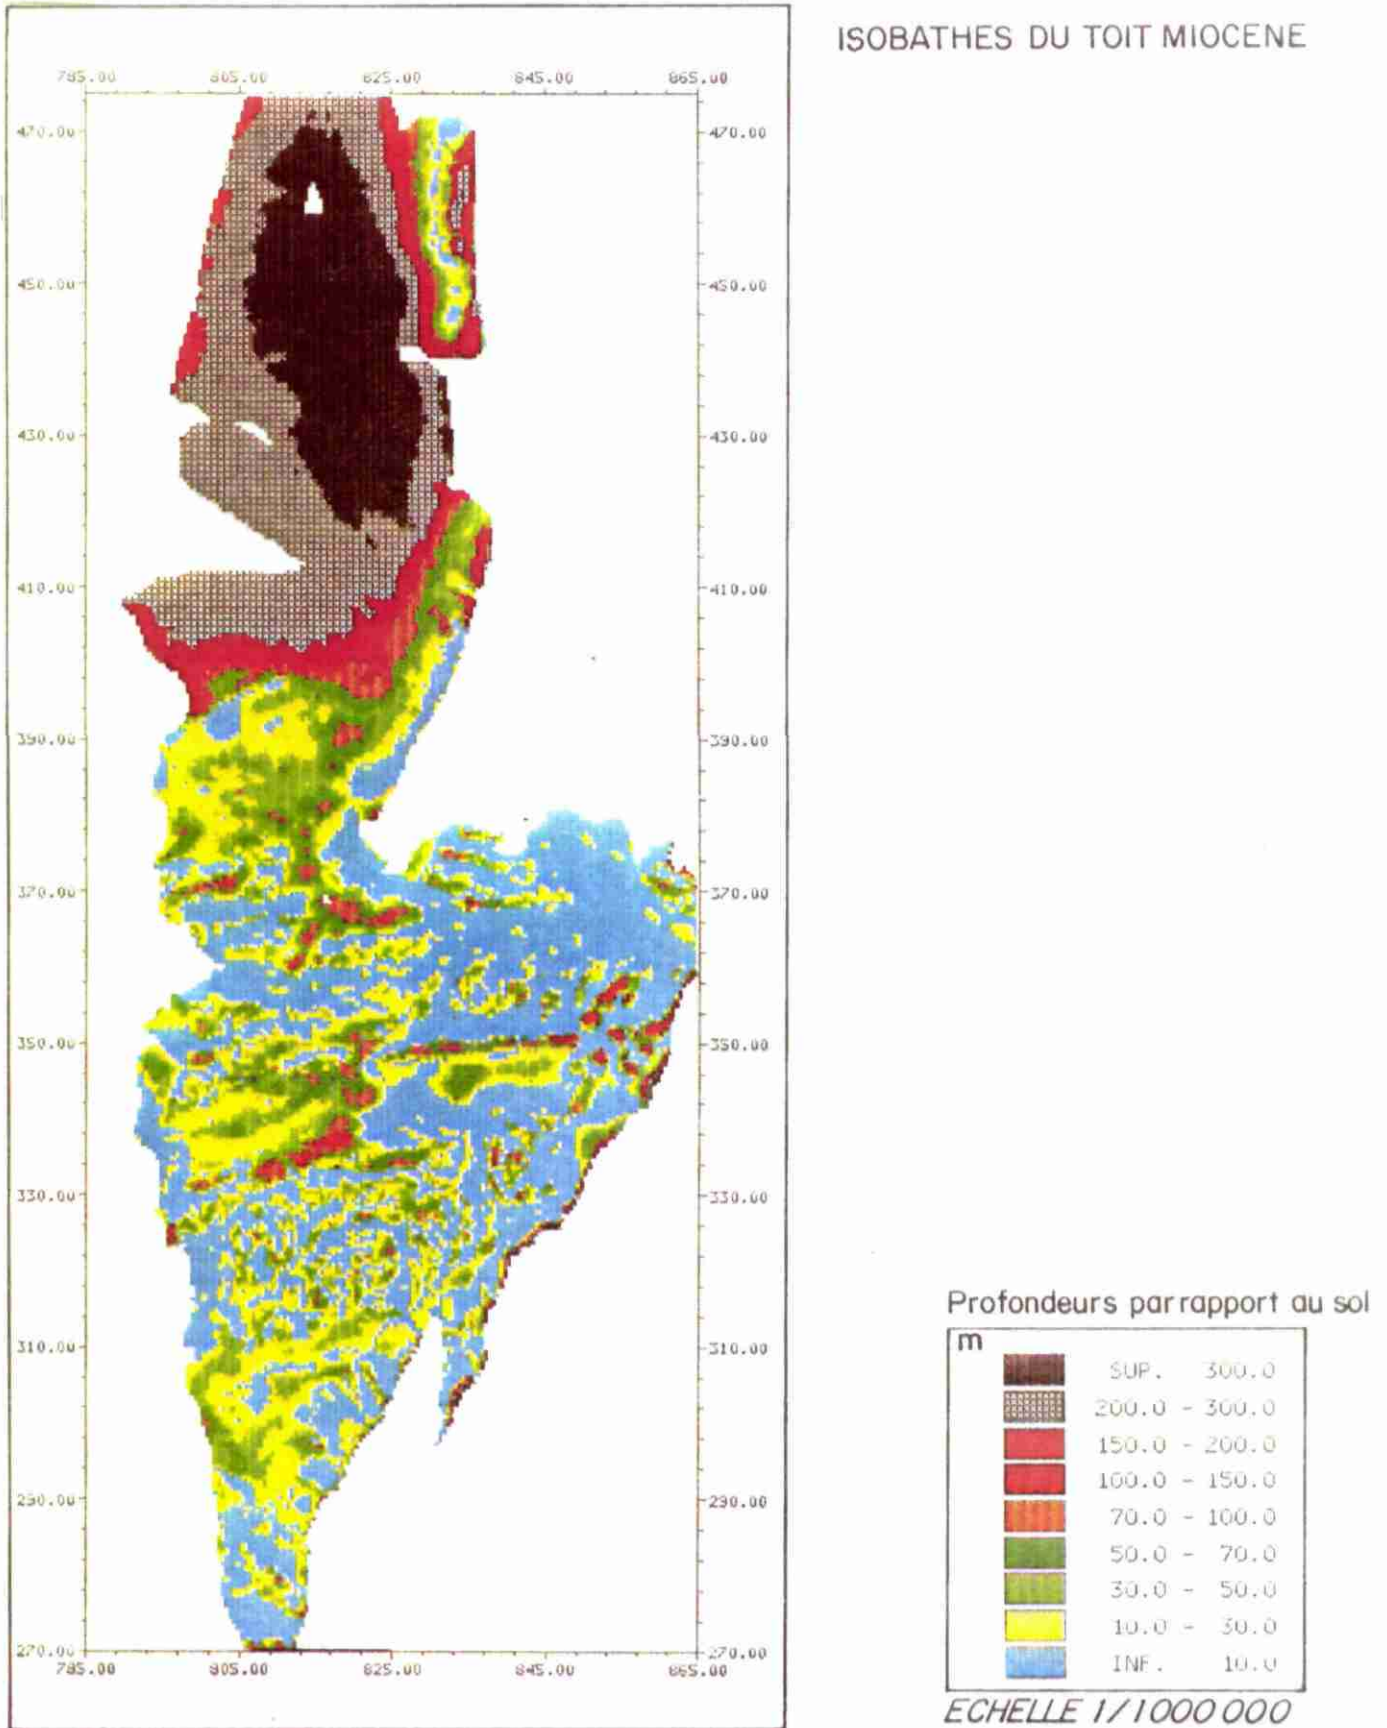 ISOBATHES DU TOIT MIOCENE
785.00 805.00 825.00 845.00 865.00
470.00 470.00
450.00 450.00
430.00 430.00
410.00 410.00
390.00 390.00
370.00 370.00
350.00 350.00
330.00 330.00
310.00 310.00
290.00 290.00
270.00 270.00
785.00 805.00 825.00 845.00 865.00
Profondeurs par rapport au sol
m
SUP. 300.0
200.0 - 300.0
150.0 - 200.0
100.0 - 150.0
70.0 - 100.0
50.0 - 70.0
30.0 - 50.0
10.0 - 30.0
INF. 10.0
ECHELLE 1/1000 000